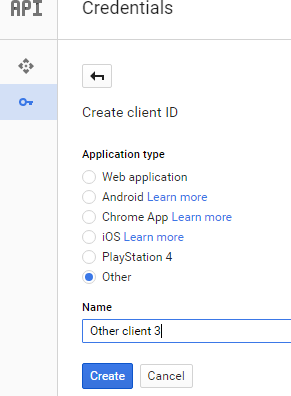 API
Credentials
Create client ID
Application type
Web application
Android Learn more
Chrome App Learn more
iOS Learn more
PlayStation 4
Other
Name
Other client 3
Create Cancel